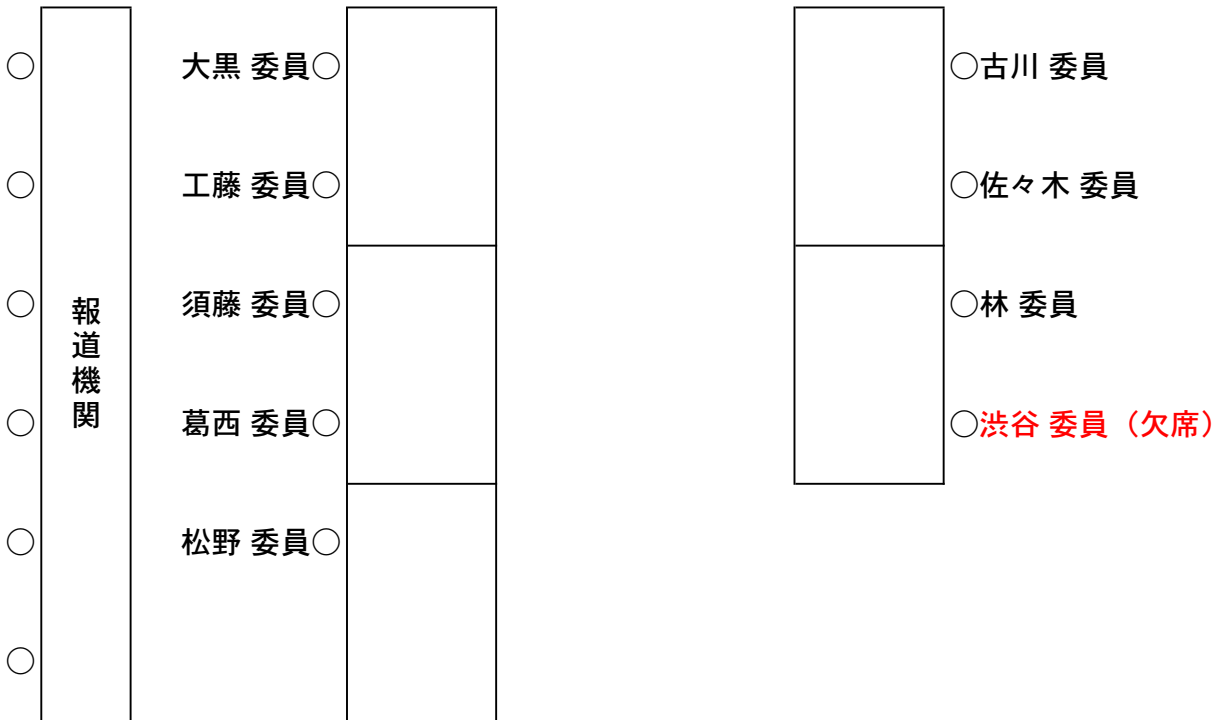 ○ 大黒 委員○ ○古川 委員
○ 工藤 委員○ ○佐々木 委員
○ 須藤 委員○ ○林 委員
報道機関
○ 葛西 委員○ ○渋谷 委員（欠席）
○ 松野 委員○
○